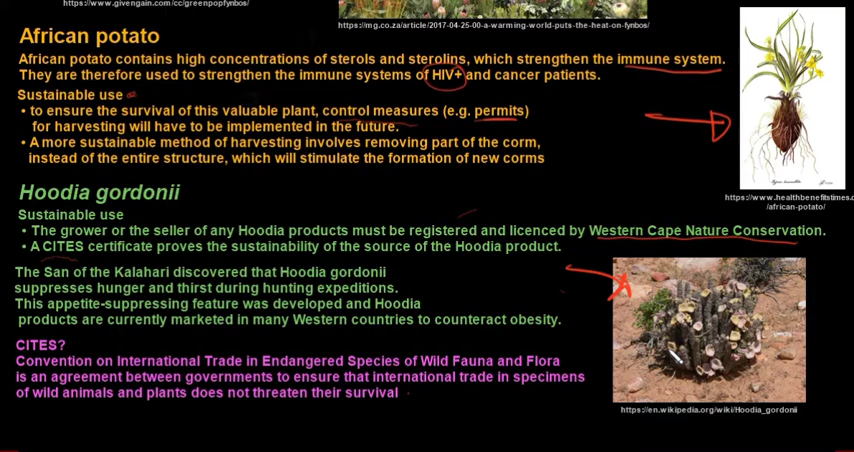 https://www.givengain.com/cc/greenpopfynbos/
https://mg.co.za/article/2017-04-25-00-a-warming-world-puts-the-heat-on-fynbos/
African potato
African potato contains high concentrations of sterols and sterolins, which strengthen the immune system.
They are therefore used to strengthen the immune systems of HIV+ and cancer patients.
Sustainable use
• to ensure the survival of this valuable plant, control measures (e.g. permits)
for harvesting will have to be implemented in the future.
• A more sustainable method of harvesting involves removing part of the corm,
instead of the entire structure, which will stimulate the formation of new corms
https://www.healthbenefitstimes.c
/african-potato/
Hoodia gordonii
Sustainable use
• The grower or the seller of any Hoodia products must be registered and licenced by Western Cape Nature Conservation.
• A CITES certificate proves the sustainability of the source of the Hoodia product.
The San of the Kalahari discovered that Hoodia gordonii
suppresses hunger and thirst during hunting expeditions.
This appetite-suppressing feature was developed and Hoodia
products are currently marketed in many Western countries to counteract obesity.
CITES?
Convention on International Trade in Endangered Species of Wild Fauna and Flora
is an agreement between governments to ensure that international trade in specimens
of wild animals and plants does not threaten their survival
https://en.wikipedia.org/wiki/Hoodia_gordonii